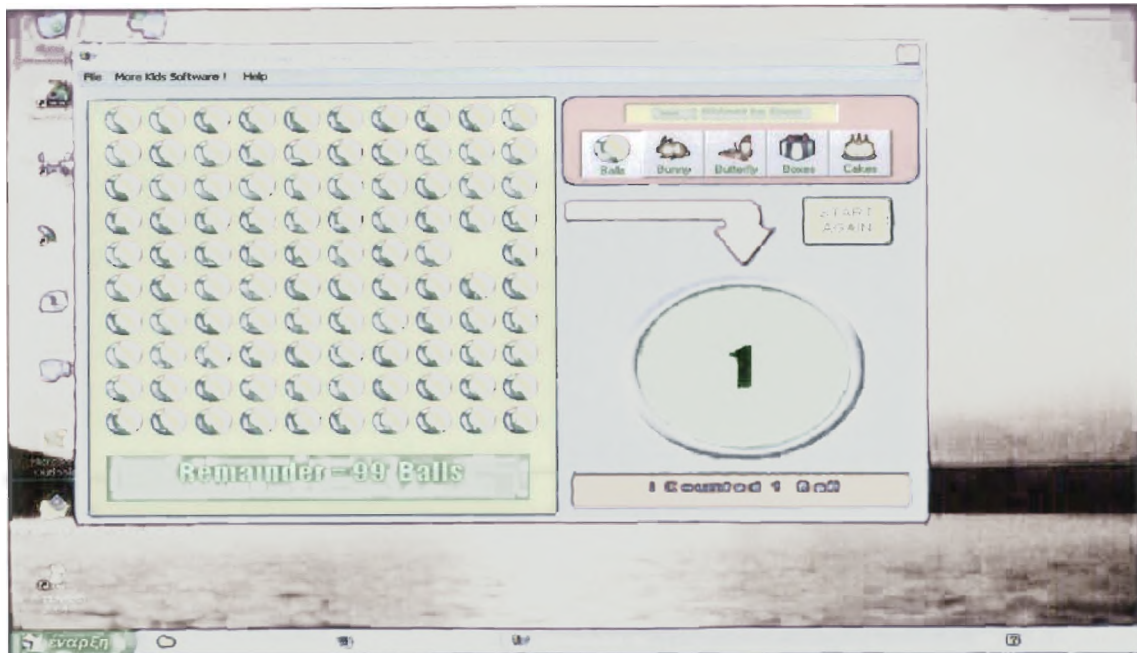 File More Kids Software ! Help
Balls Bunny Butterfly Boxes Cakes
START
AGAIN
1
Remainder = 99 Balls
I Counted 1 Ball
έναρξη